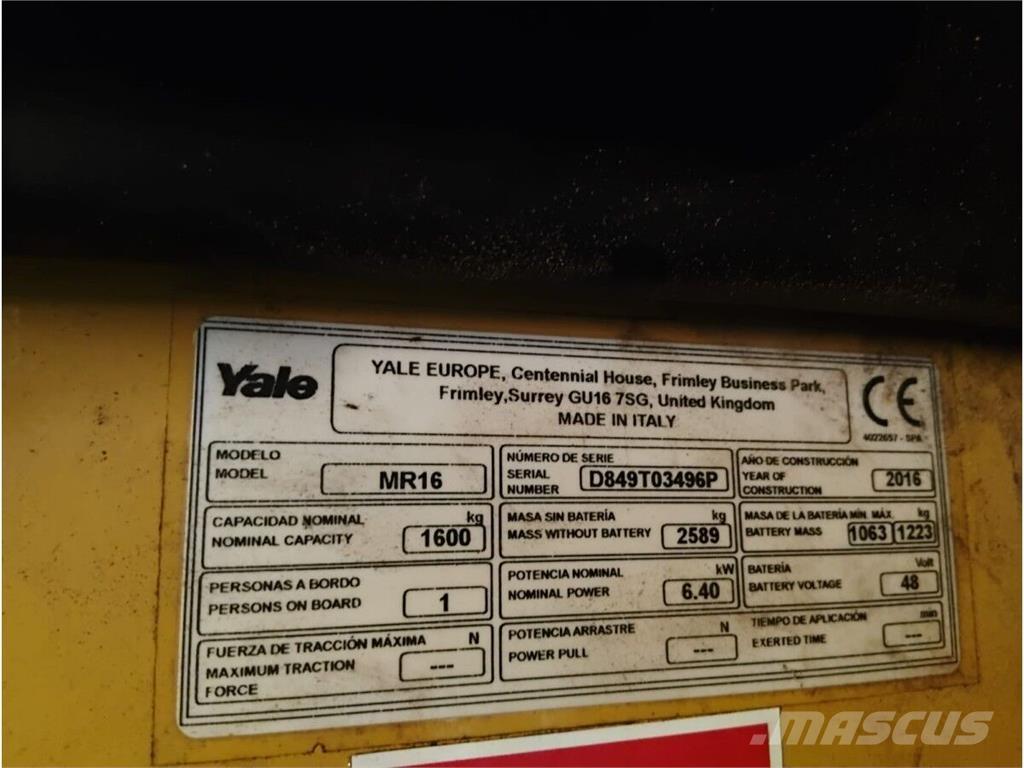 Yale
YALE EUROPE, Centennial House, Frimley Business Park,
Frimley,Surrey GU16 7SG, United Kingdom
MADE IN ITALY
CE
4022657 - SPA
MODELO
MODEL
MR16
NÚMERO DE SERIE
SERIAL
NUMBER
D849T03496P
AÑO DE CONSTRUCCIÓN
YEAR OF
CONSTRUCTION
2016
CAPACIDAD NOMINAL kg
NOMINAL CAPACITY 1600
MASA SIN BATERÍA kg
MASS WITHOUT BATTERY 2589
MASA DE LA BATERÍA MÍN. MÁX. kg
BATTERY MASS 1063 1223
PERSONAS A BORDO
PERSONS ON BOARD 1
POTENCIA NOMINAL kW
NOMINAL POWER 6.40
BATERÍA Volt
BATTERY VOLTAGE 48
FUERZA DE TRACCIÓN MÁXIMA N
MAXIMUM TRACTION ---
FORCE
POTENCIA ARRASTRE N
POWER PULL ---
TIEMPO DE APLICACIÓN min
EXERTED TIME ---
MASCUS